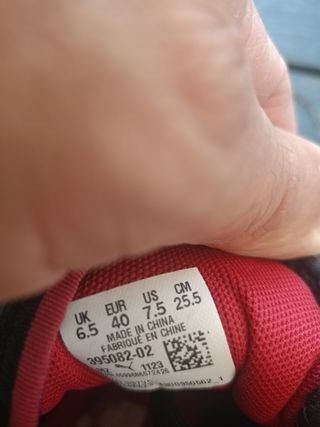 UK EUR US CM
6.5 40 7.5 25.5
MADE IN CHINA
FABRIQUE EN CHINE
395082-02
1123